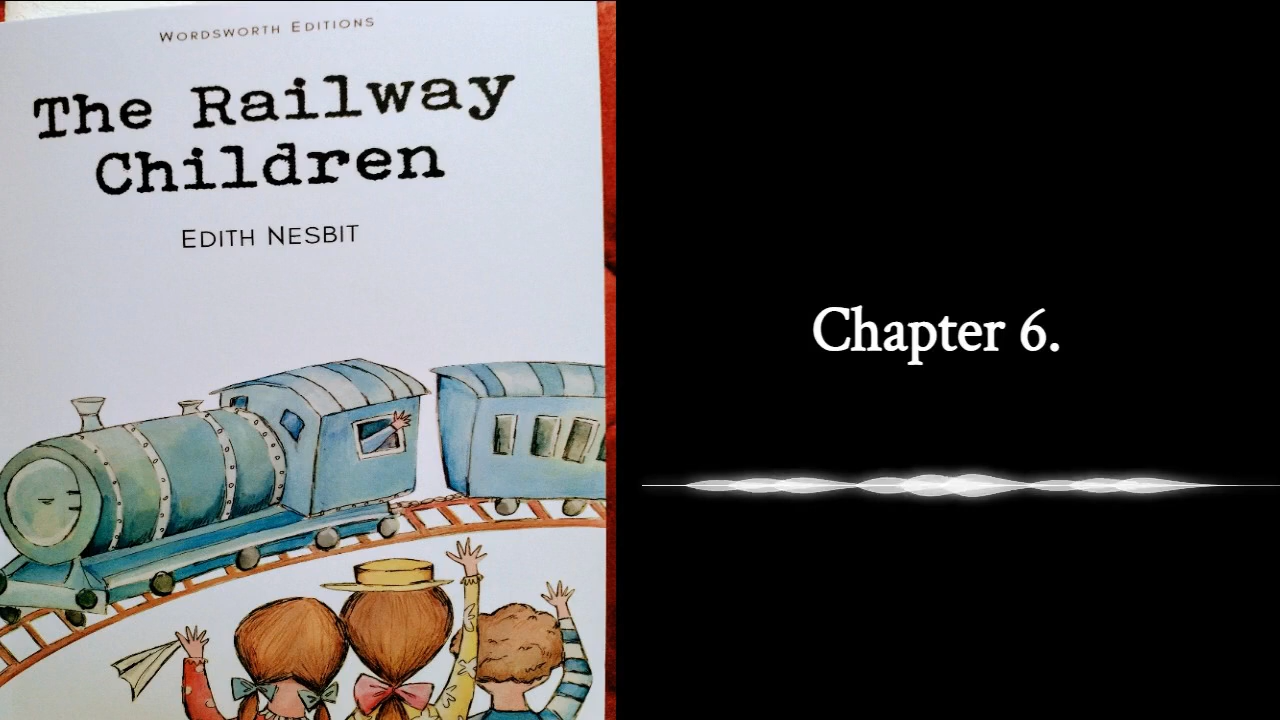 WORDSWORTH EDITIONS
The Railway
Children
EDITH NESBIT
Chapter 6.